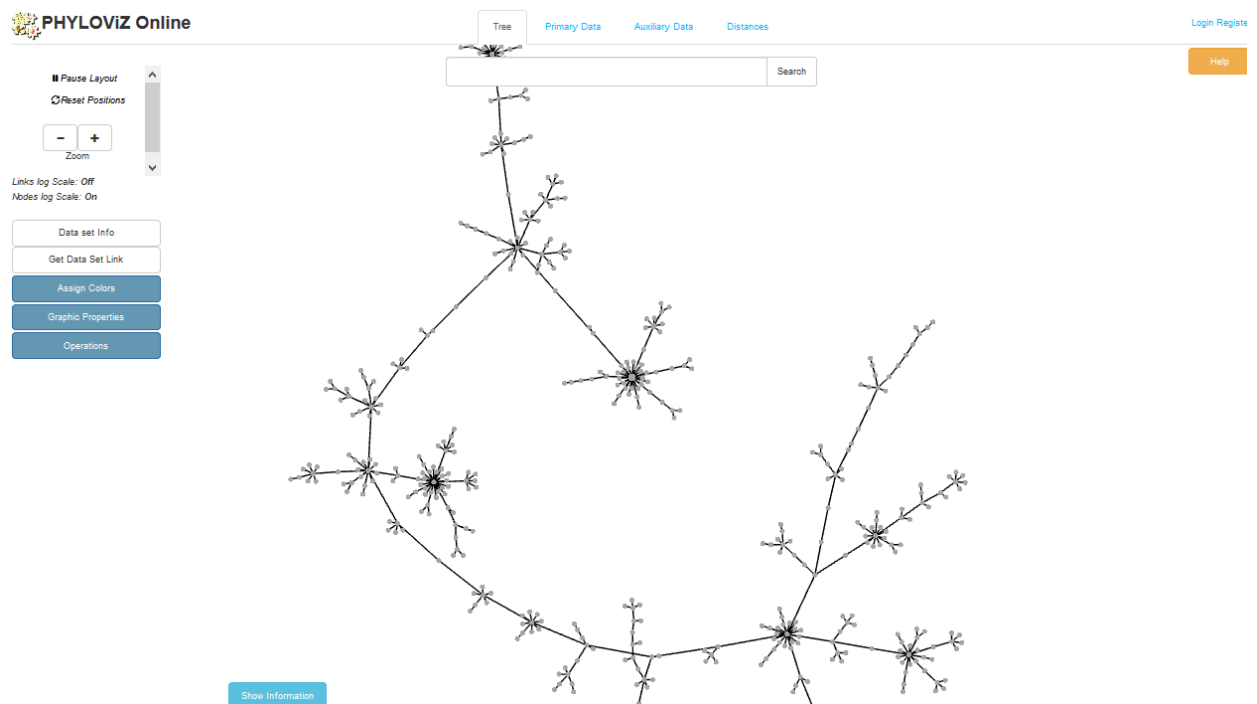 PHYLOViZ Online
Tree
Primary Data
Auxiliary Data
Distances
Login Registe
Search
Help
Pause Layout
Reset Positions
Zoom
Links log Scale: Off
Nodes log Scale: On
Data set Info
Get Data Set Link
Assign Colors
Graphic Properties
Operations
Show Information